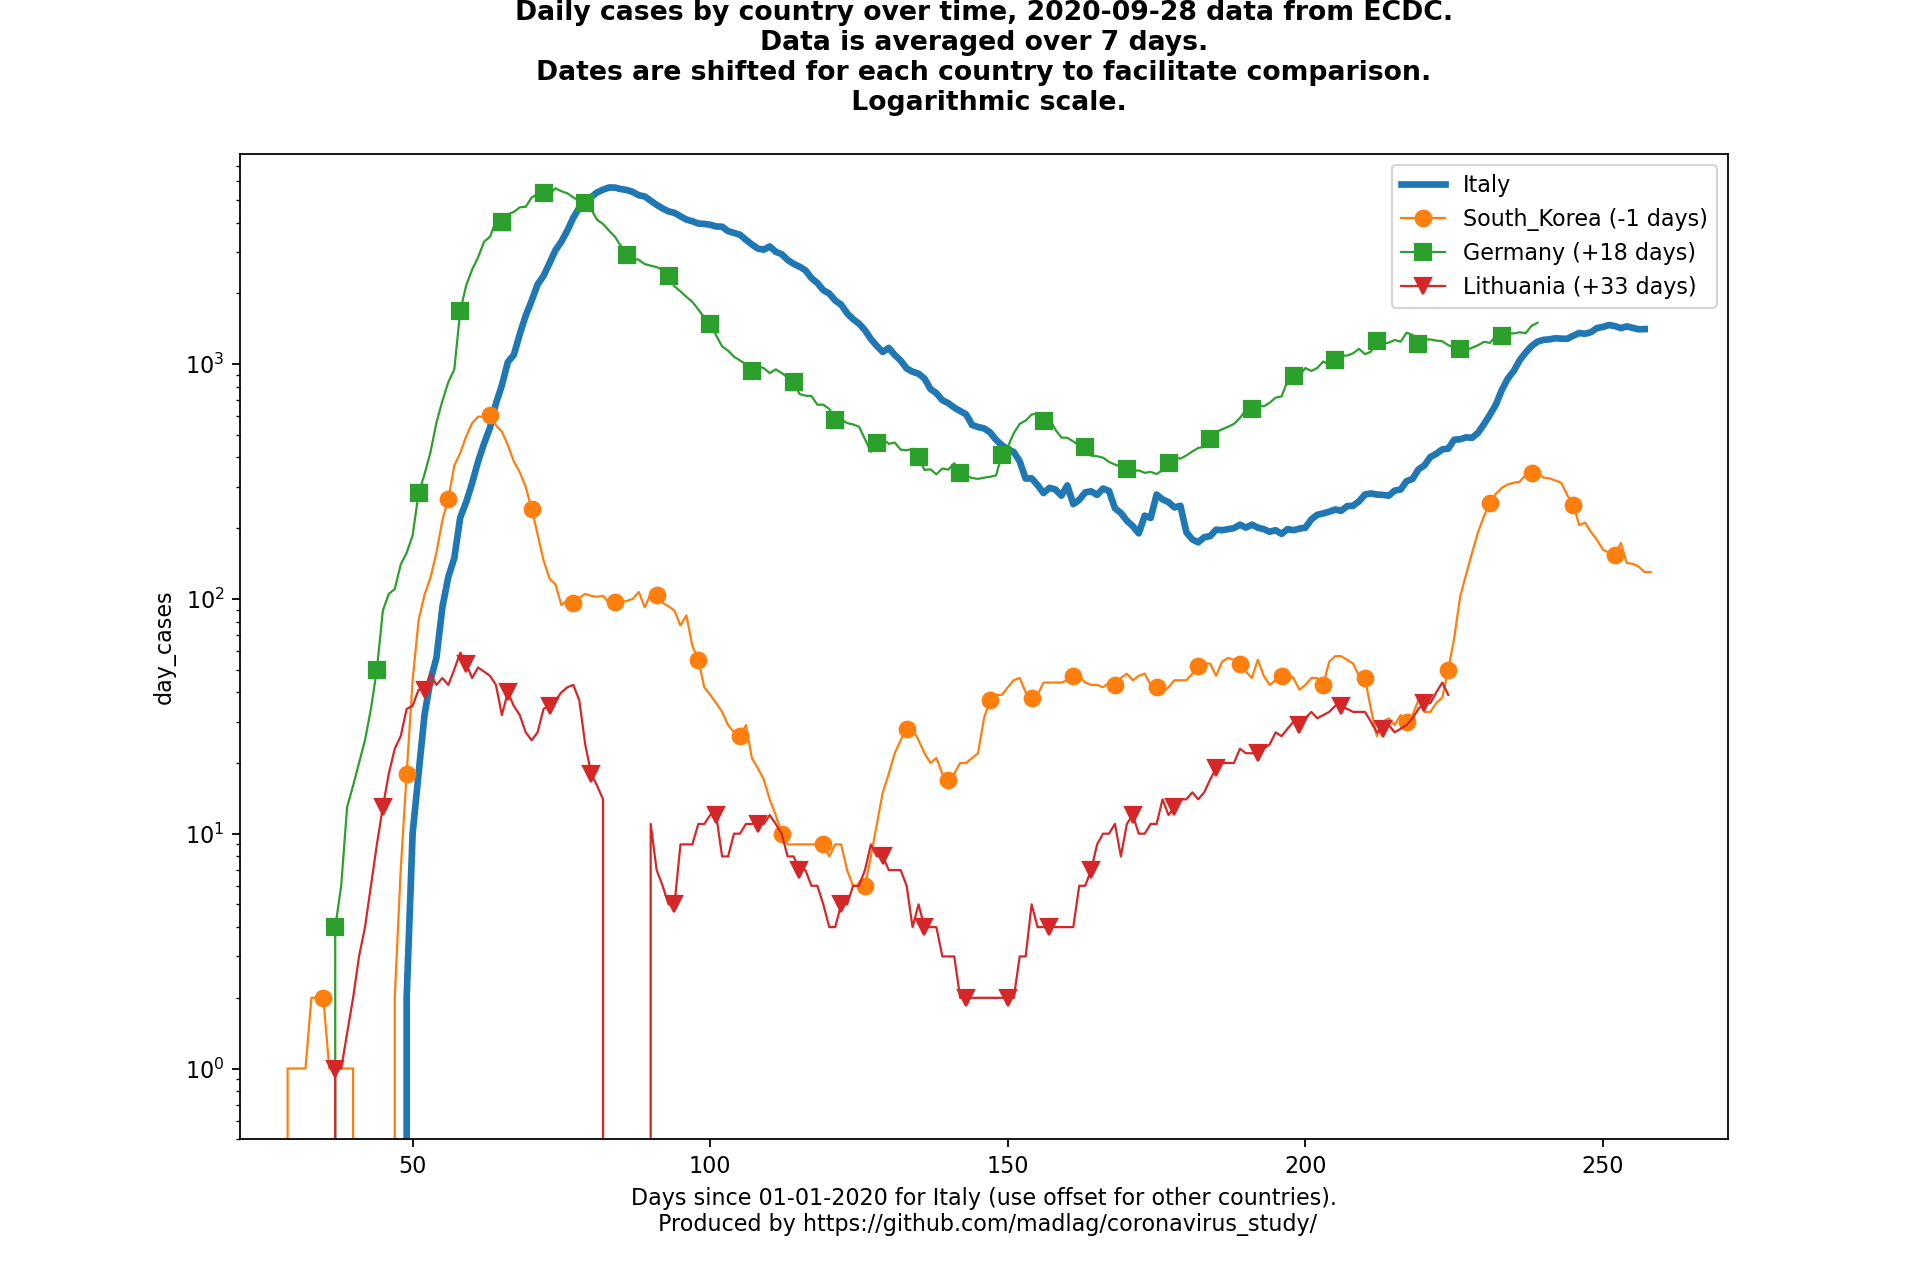 Daily cases by country over time, 2020-09-28 data from ECDC.
Data is averaged over 7 days.
Dates are shifted for each country to facilitate comparison.
Logarithmic scale.
Italy
South_Korea (-1 days)
Germany (+18 days)
Lithuania (+33 days)
day_cases
10³
10²
10¹
10⁰
50
100
150
200
250
Days since 01-01-2020 for Italy (use offset for other countries).
Produced by https://github.com/madlag/coronavirus_study/